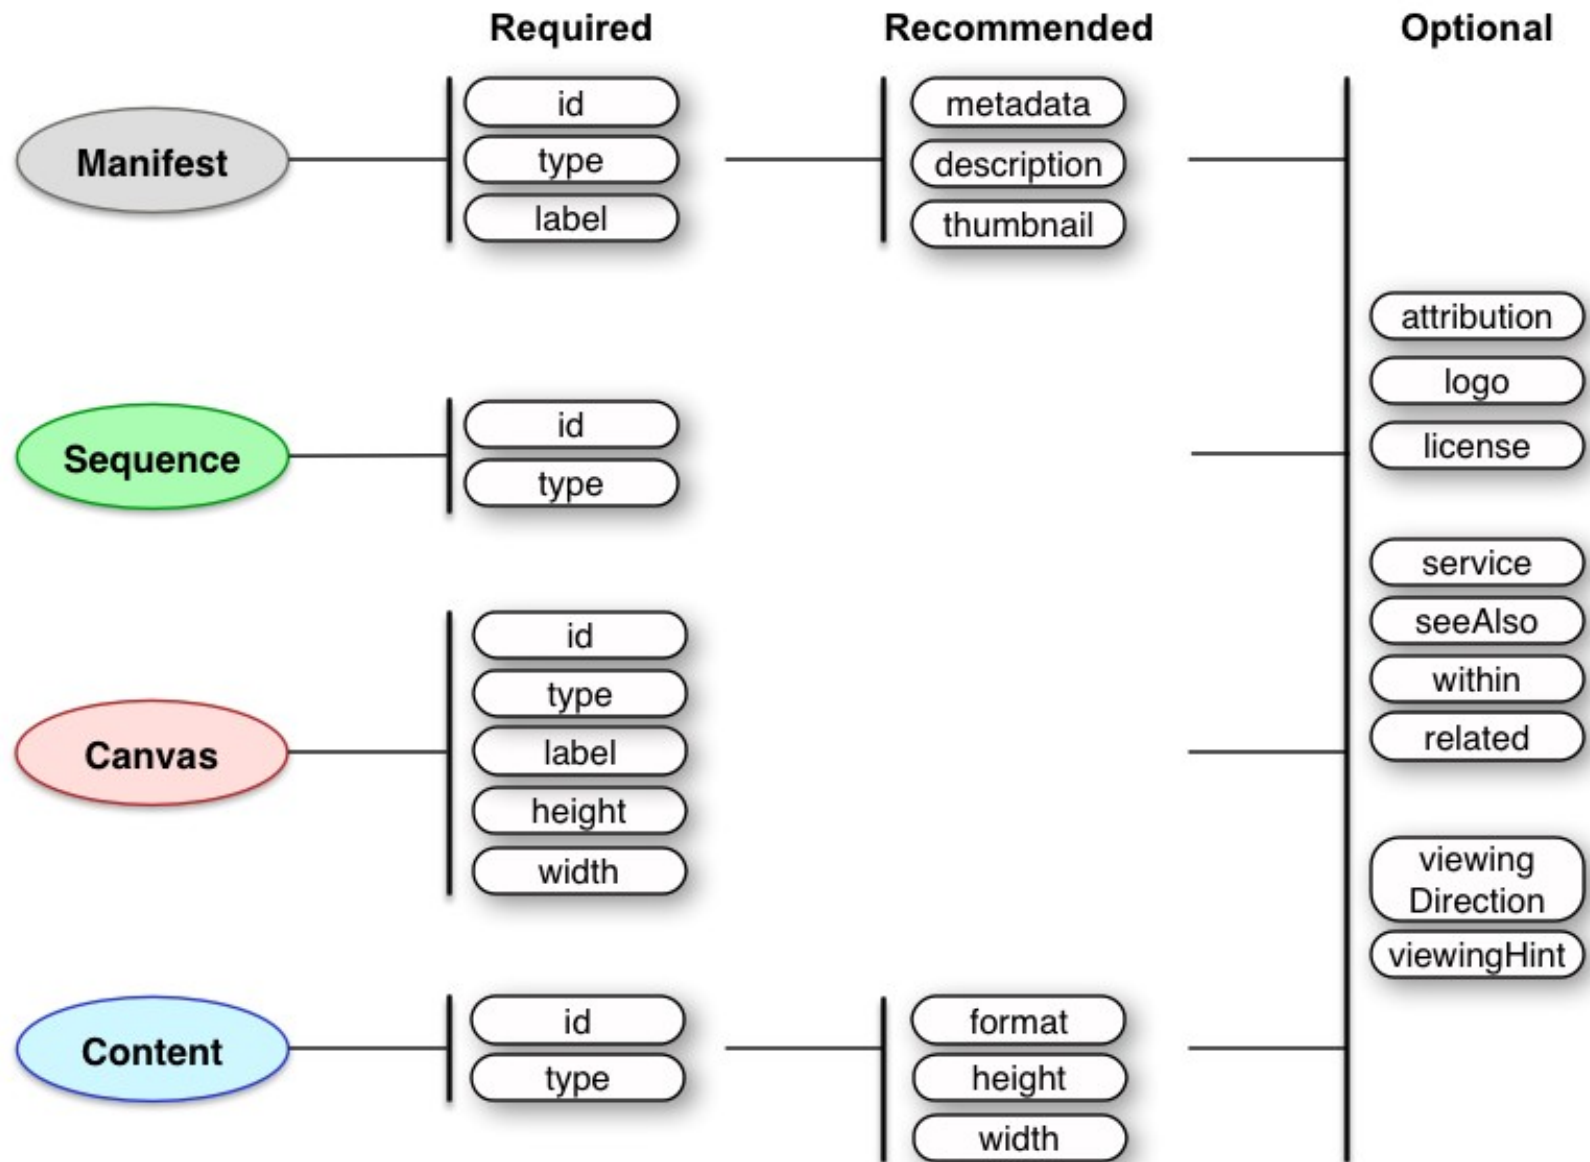 Required Recommended Optional
Manifest
id
type
label
metadata
description
thumbnail
Sequence
id
type
Canvas
id
type
label
height
width
Content
id
type
format
height
width
attribution
logo
license
service
seeAlso
within
related
viewing
Direction
viewingHint